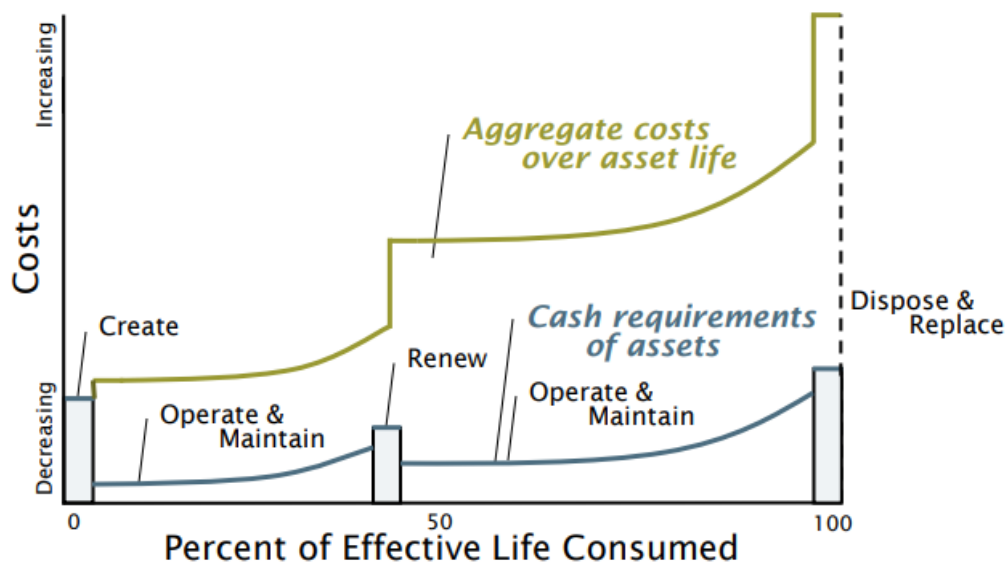 Increasing
Costs
Decreasing
Aggregate costs
over asset life
Create
Cash requirements
of assets
Dispose &
Replace
Renew
Operate &
Maintain
Operate &
Maintain
0
50
100
Percent of Effective Life Consumed